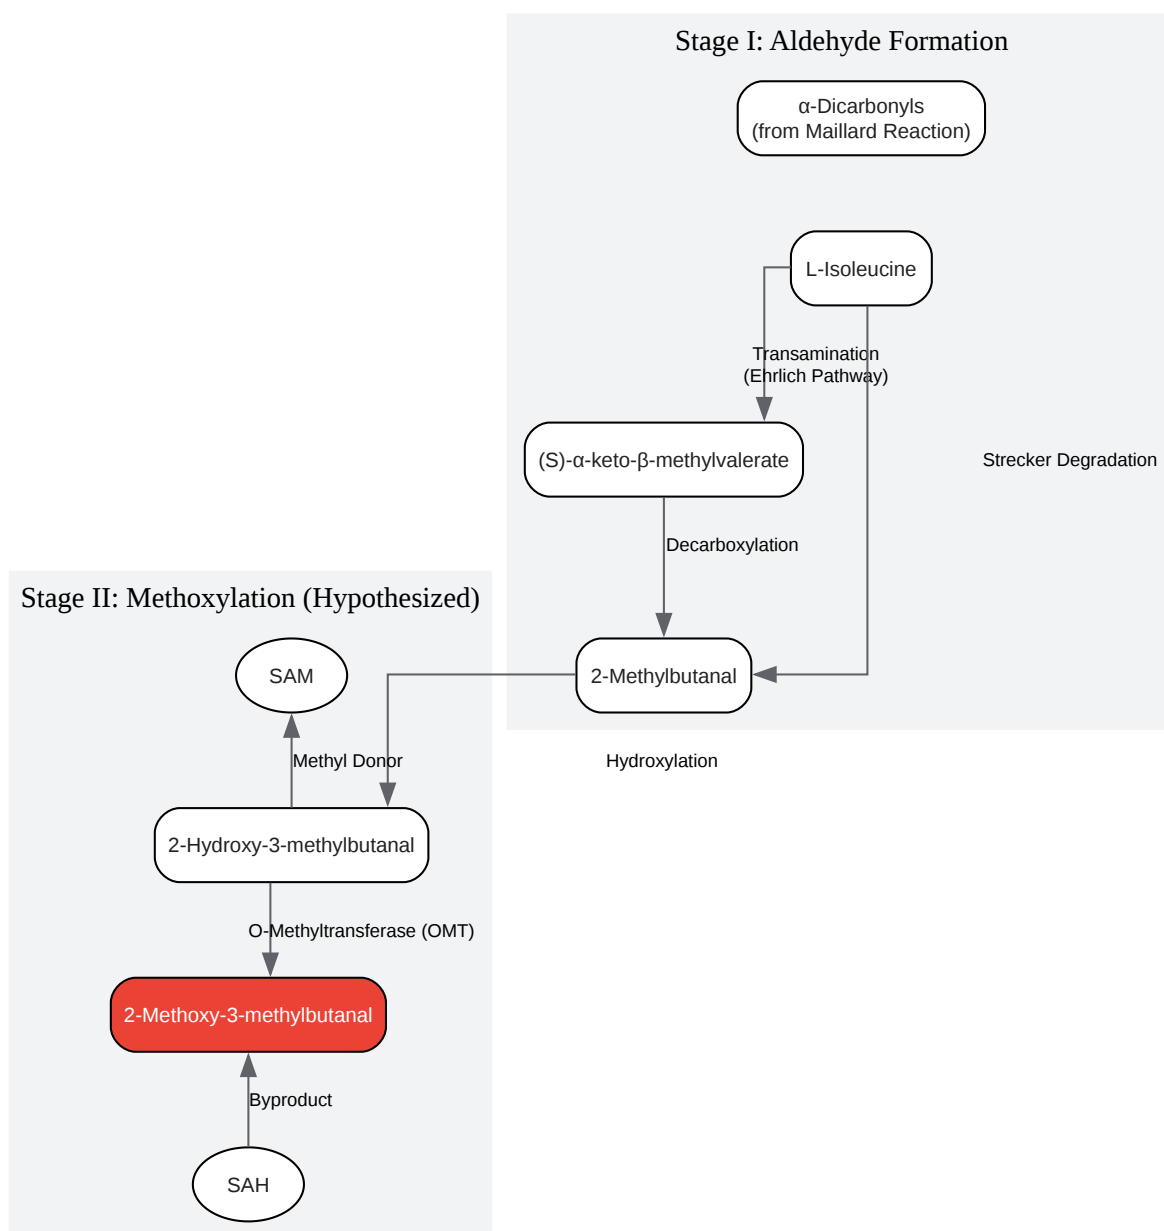 Stage I: Aldehyde Formation
α-Dicarbonyls
(from Maillard Reaction)
L-Isoleucine
Transamination
(Ehrlich Pathway)
(S)-α-keto-β-methylvalerate
Strecker Degradation
Decarboxylation
Stage II: Methoxylation (Hypothesized)
SAM
2-Methylbutanal
Methyl Donor
Hydroxylation
2-Hydroxy-3-methylbutanal
O-Methyltransferase (OMT)
2-Methoxy-3-methylbutanal
Byproduct
SAH